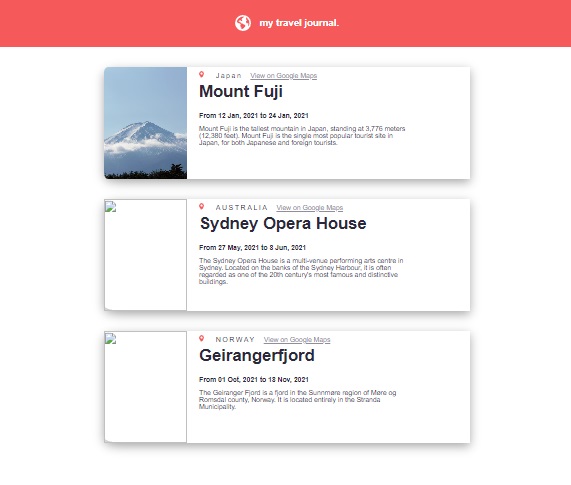 my travel journal.
Japan View on Google Maps
Mount Fuji
From 12 Jan, 2021 to 24 Jan, 2021
Mount Fuji is the tallest mountain in Japan, standing at 3,776 meters
(12,380 feet). Mount Fuji is the single most popular tourist site in
Japan, for both Japanese and foreign tourists.
AUSTRALIA View on Google Maps
Sydney Opera House
From 27 May, 2021 to 8 Jun, 2021
The Sydney Opera House is a multi-venue performing arts centre in
Sydney. Located on the banks of the Sydney Harbour, it is often
regarded as one of the 20th century's most famous and distinctive
buildings.
NORWAY View on Google Maps
Geirangerfjord
From 01 Oct, 2021 to 18 Nov, 2021
The Geiranger Fjord is a fjord in the Sunnmøre region of Møre og
Romsdal county, Norway. It is located entirely in the Stranda
Municipality.